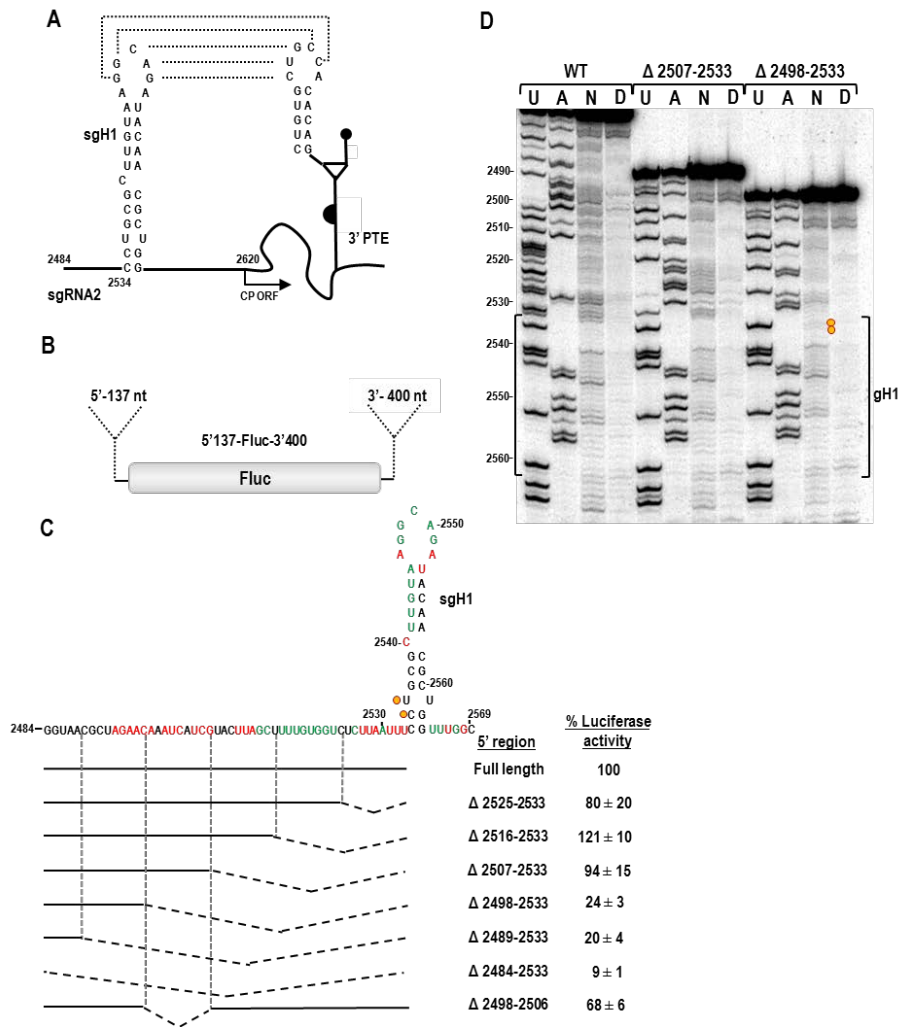 A
D
sgH1
C G C
G A U C C A
G G C
A A G A
A U U C
U A G A
G C U C
U A C A
U A G
C C
G G
C C
G U
U G
C G
2484
2534
2620
3' PTE
sgRNA2
CP ORF
WT Δ 2507-2533 Δ 2498-2533
U A N D U A N D U A N D
2490-
2500-
2510-
2520-
2530-
2540-
2550-
2560-
gH1
B
5'-137 nt
3'- 400 nt
5'137-Fluc-3'400
Fluc
C
C
G A -2550
G G
A A
A U
U A
G C
U A
U A
sgH1
2540- C C
G G
C C -2560
G U
U G
2530
2569
2484- GGUAACGCUAGAACAAAUCAUCGUACUUAGCUUUUGUGGUCUCUUAAUUUCG UUUGGC
5' region
% Luciferase activity
Full length 100
Δ 2525-2533 80 ± 20
Δ 2516-2533 121 ± 10
Δ 2507-2533 94 ± 15
Δ 2498-2533 24 ± 3
Δ 2489-2533 20 ± 4
Δ 2484-2533 9 ± 1
Δ 2498-2506 68 ± 6